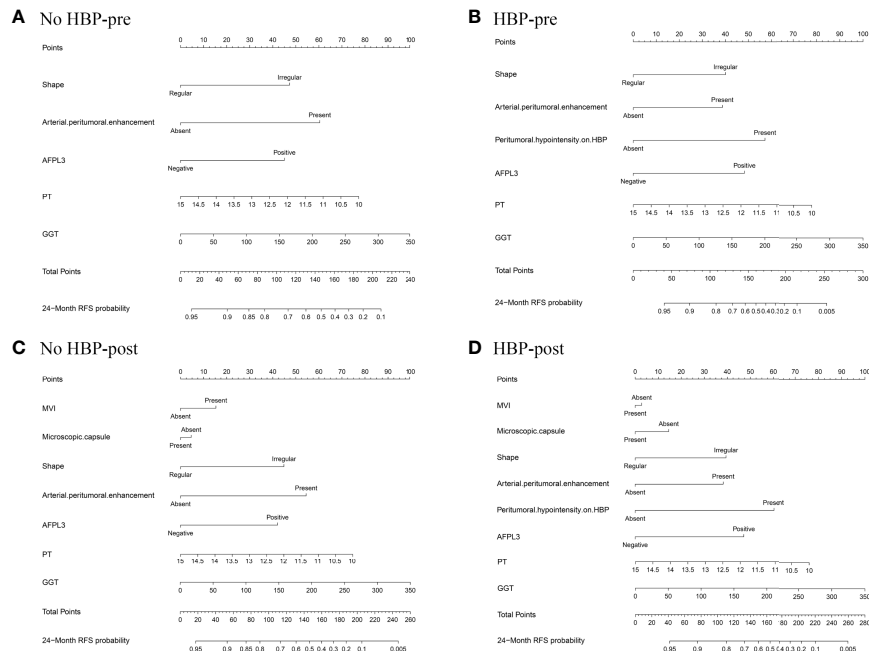 A No HBP-pre
Points
0 10 20 30 40 50 60 70 80 90 100
Shape
Irregular
Regular
Arterial.peritumoral.enhancement
Present
Absent
AFPL3
Positive
Negative
PT
15 14.5 14 13.5 13 12.5 12 11.5 11 10.5 10
GGT
0 50 100 150 200 250 300 350
Total Points
0 20 40 60 80 100 120 140 160 180 200 220 240
24−Month RFS probability
0.95 0.9 0.85 0.8 0.7 0.6 0.5 0.4 0.3 0.2 0.1
B HBP-pre
Points
0 10 20 30 40 50 60 70 80 90 100
Shape
Irregular
Regular
Arterial.peritumoral.enhancement
Present
Absent
Peritumoral.hypointensity.on.HBP
Present
Absent
AFPL3
Positive
Negative
PT
15 14.5 14 13.5 13 12.5 12 11.5 11 10.5 10
GGT
0 50 100 150 200 250 300 350
Total Points
0 50 100 150 200 250 300
24−Month RFS probability
0.95 0.9 0.8 0.7 0.6 0.5 0.4 0.3 0.2 0.1 0.005
C No HBP-post
Points
0 10 20 30 40 50 60 70 80 90 100
MVI
Present
Absent
Microscopic.capsule
Absent
Present
Shape
Irregular
Regular
Arterial.peritumoral.enhancement
Present
Absent
AFPL3
Positive
Negative
PT
15 14.5 14 13.5 13 12.5 12 11.5 11 10.5 10
GGT
0 50 100 150 200 250 300 350
Total Points
0 20 40 60 80 100 120 140 160 180 200 220 240 260
24−Month RFS probability
0.95 0.9 0.85 0.8 0.7 0.6 0.5 0.4 0.3 0.2 0.1 0.005
D HBP-post
Points
0 10 20 30 40 50 60 70 80 90 100
MVI
Absent
Present
Microscopic.capsule
Absent
Present
Shape
Irregular
Regular
Arterial.peritumoral.enhancement
Present
Absent
Peritumoral.hypointensity.on.HBP
Present
Absent
AFPL3
Positive
Negative
PT
15 14.5 14 13.5 13 12.5 12 11.5 11 10.5 10
GGT
0 50 100 150 200 250 300 350
Total Points
0 20 40 60 80 100 120 140 160 180 200 220 240 260 280
24−Month RFS probability
0.95 0.9 0.8 0.7 0.6 0.5 0.4 0.3 0.2 0.1 0.005